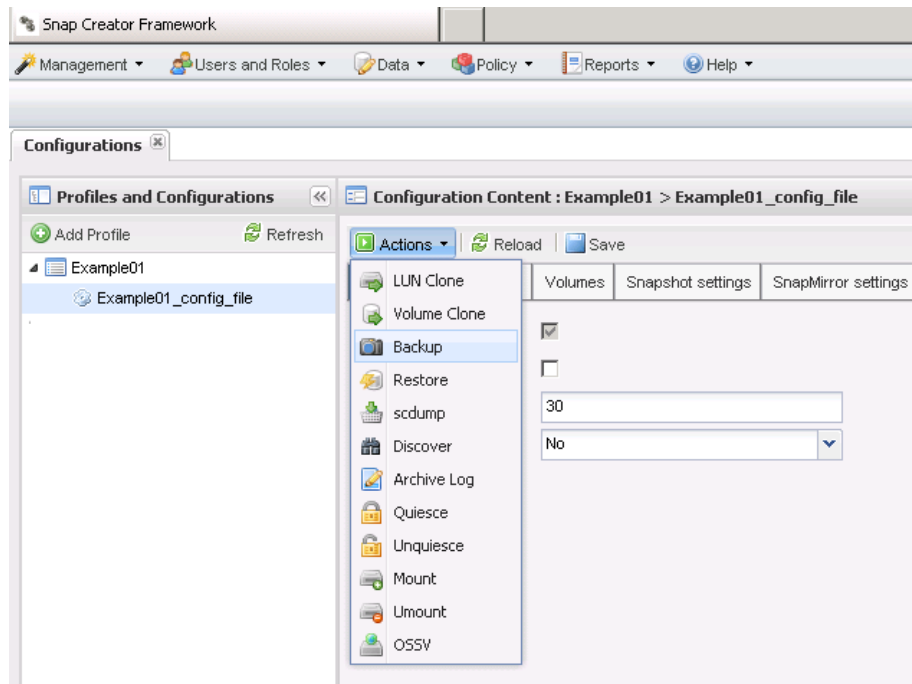 Snap Creator Framework
Management Users and Roles Data Policy Reports Help
Configurations
Profiles and Configurations
Configuration Content : Example01 > Example01_config_file
Add Profile Refresh
Actions Reload Save
Example01
Example01_config_file
Volumes Snapshot settings SnapMirror settings
LUN Clone
Volume Clone
Backup
Restore
scdump
Discover
Archive Log
Quiesce
Unquiesce
Mount
Umount
OSSV
30
No